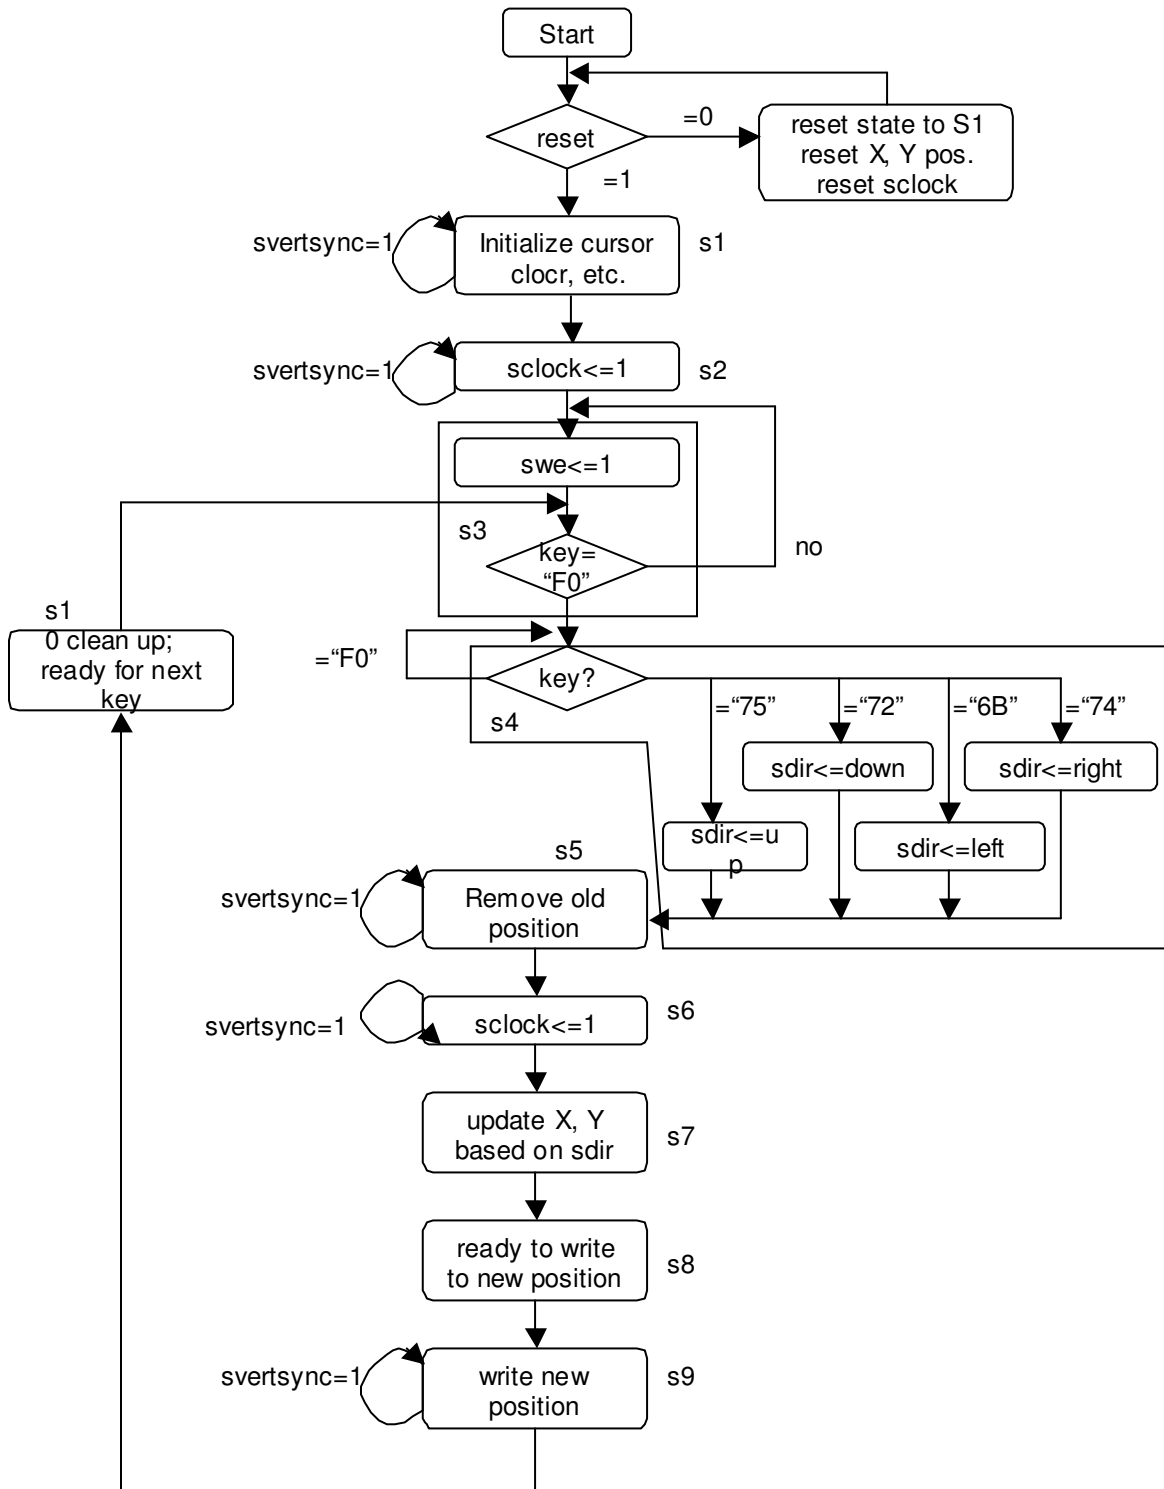 Start
reset
=0
reset state to S1
reset X, Y pos.
reset sclock
=1
svertsync=1
Initialize cursor
clocr, etc.
s1
svertsync=1
sclock<=1
s2
swe<=1
s3
key=
“F0”
no
s1
0 clean up;
ready for next
key
=“F0”
key?
s4
=“75”
=“72”
=“6B”
=“74”
sdir<=down
sdir<=right
sdir<=u
p
sdir<=left
s5
svertsync=1
Remove old
position
svertsync=1
sclock<=1
s6
update X, Y
based on sdir
s7
ready to write
to new position
s8
svertsync=1
write new
position
s9